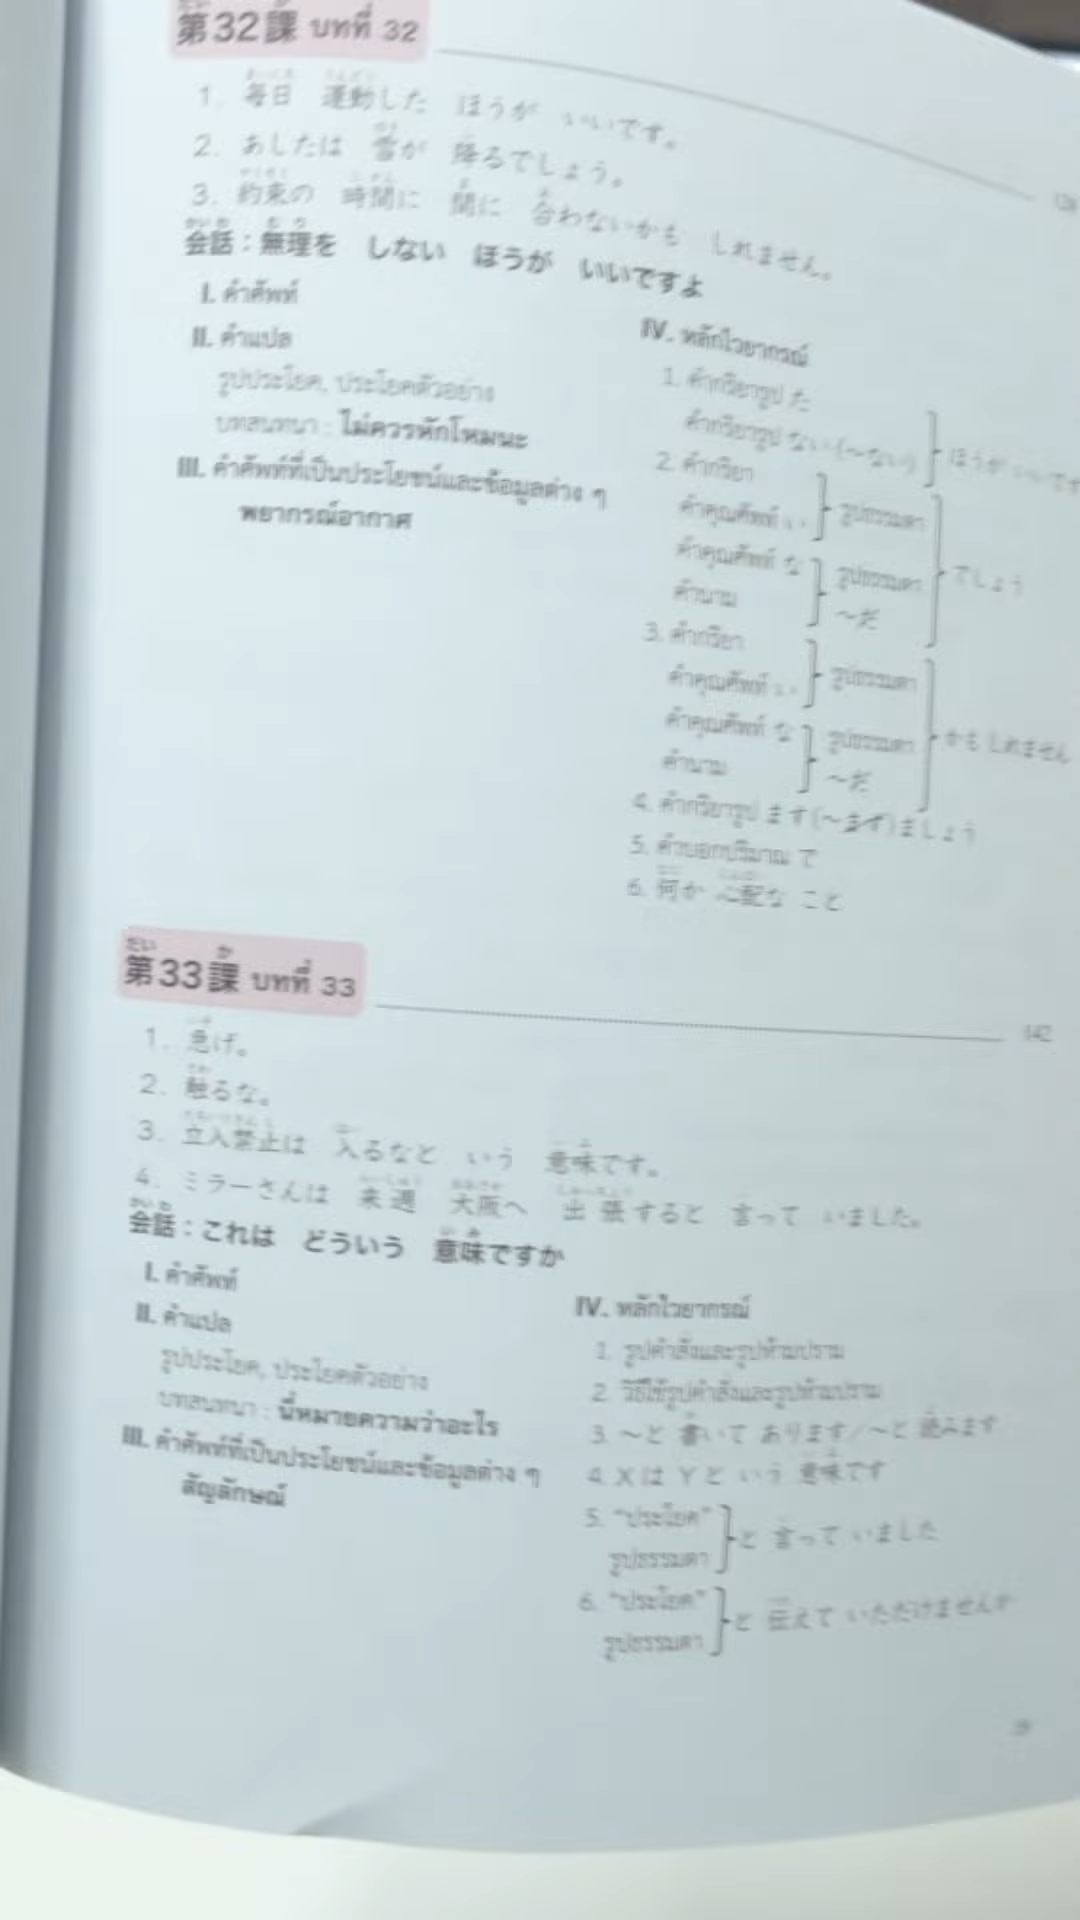 第32課 บทที่ 32
1. 毎日 運動した ほうが いいです。
2. あしたは 雪が 降るでしょう。
3. 約束の 時間に 間に 合わないかも しれません。
会話：無理を しない ほうが いいですよ
I. คำศัพท์
II. คำแปล
รูปประโยค, ประโยคตัวอย่าง
บทสนทนา : ไม่ควรหักโหมนะ
III. คำศัพท์ที่เป็นประโยชน์และข้อมูลต่าง ๆ
พยากรณ์อากาศ
IV. หลักไวยากรณ์
1. คำกริยารูป た
คำกริยารูป ない(～ない) ほうが いいです
2. คำกริยา
คำคุณศัพท์ い รูปธรรมดา
คำคุณศัพท์ な รูปธรรมดา でしょう
คำนาม ～だ
3. คำกริยา
คำคุณศัพท์ い รูปธรรมดา
คำคุณศัพท์ な รูปธรรมดา かも しれません
คำนาม ～だ
4. คำกริยารูป ます(～ます)ましょう
5. คำบอกปริมาณ で
6. 何か 心配な こと
第33課 บทที่ 33
142
1. 急げ。
2. 触るな。
3. 立入禁止は 入るなと いう 意味です。
4. ミラーさんは 来週 大阪へ 出張すると 言って いました。
会話：これは どういう 意味ですか
I. คำศัพท์
II. คำแปล
รูปประโยค, ประโยคตัวอย่าง
บทสนทนา : นี่หมายความว่าอะไร
III. คำศัพท์ที่เป็นประโยชน์และข้อมูลต่าง ๆ
สัญลักษณ์
IV. หลักไวยากรณ์
1. รูปคำสั่งและรูปห้ามปราม
2. วิธีใช้รูปคำสั่งและรูปห้ามปราม
3. ～と 書いて あります/～と 読みます
4. X は Y と いう 意味です
5. "ประโยค" と 言って いました
รูปธรรมดา
6. "ประโยค" と 伝えて いただけませんか
รูปธรรมดา